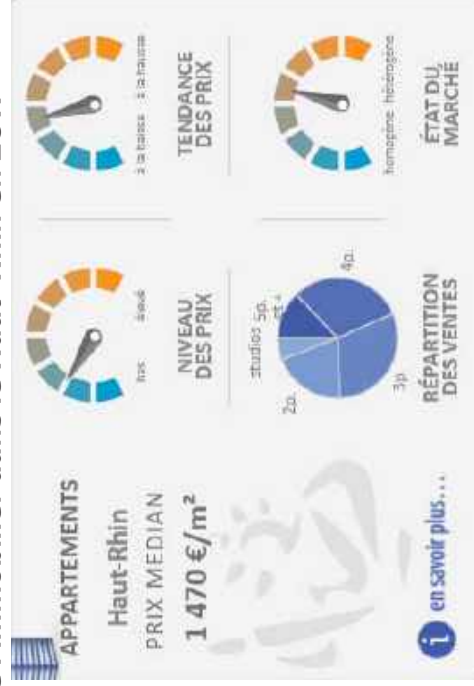 APPARTEMENTS
Haut-Rhin
PRIX MEDIAN
1 470 €/m²
i en savoir plus...
bas
élevé
NIVEAU
DES PRIX
à la baisse
à la hausse
TENDANCE
DES PRIX
studios
5p.
et +
2p.
4p.
3p
RÉPARTITION
DES VENTES
homogène
hétérogène
ÉTAT DU
MARCHÉ